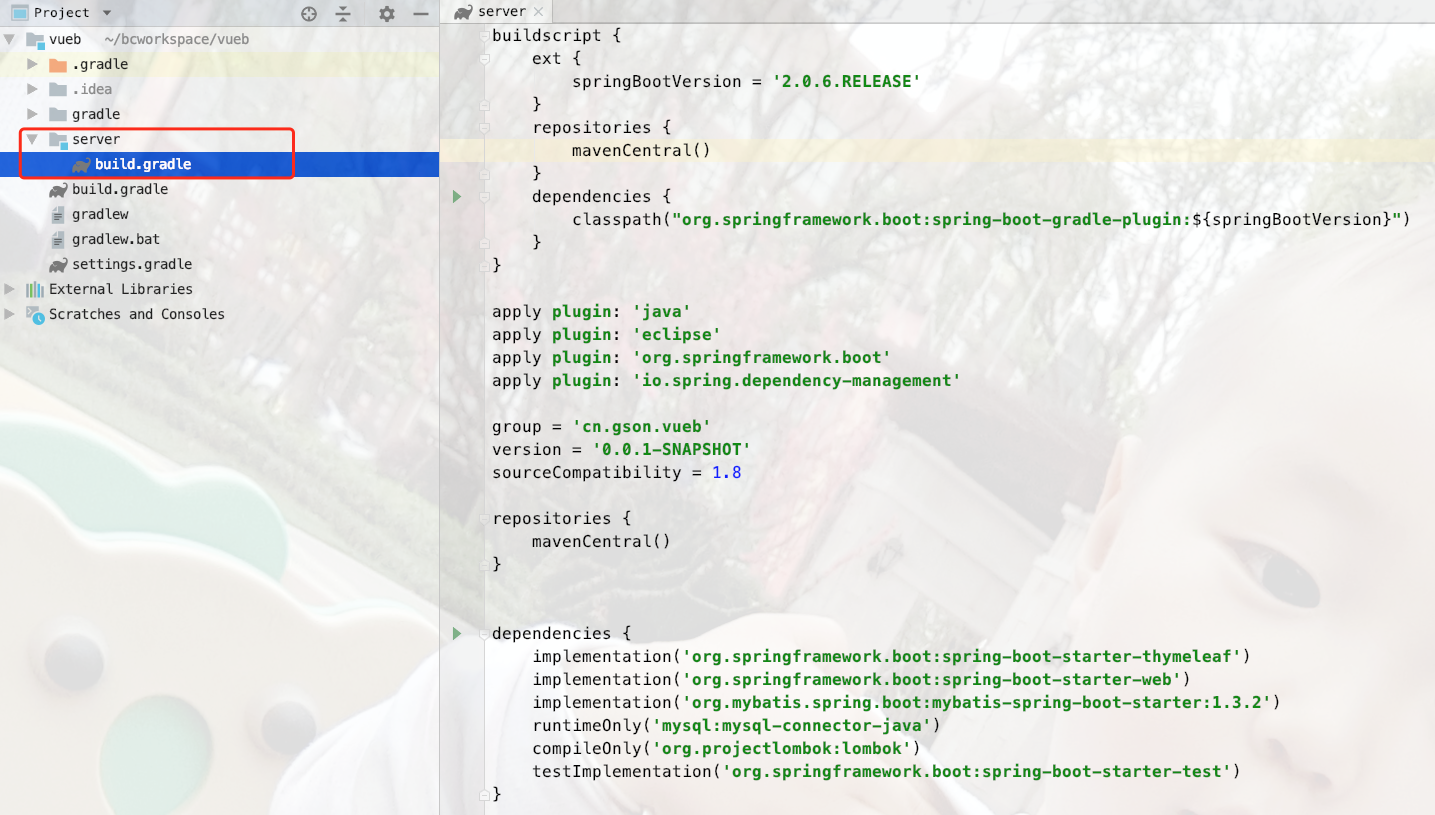 Project
vueb ~/bcworkspace/vueb
.gradle
.idea
gradle
server
build.gradle
build.gradle
gradlew
gradlew.bat
settings.gradle
External Libraries
Scratches and Consoles
server
buildscript {
    ext {
        springBootVersion = '2.0.6.RELEASE'
    }
    repositories {
        mavenCentral()
    }
    dependencies {
        classpath("org.springframework.boot:spring-boot-gradle-plugin:${springBootVersion}")
    }
}
apply plugin: 'java'
apply plugin: 'eclipse'
apply plugin: 'org.springframework.boot'
apply plugin: 'io.spring.dependency-management'
group = 'cn.gson.vueb'
version = '0.0.1-SNAPSHOT'
sourceCompatibility = 1.8
repositories {
    mavenCentral()
}
dependencies {
    implementation('org.springframework.boot:spring-boot-starter-thymeleaf')
    implementation('org.springframework.boot:spring-boot-starter-web')
    implementation('org.mybatis.spring.boot:mybatis-spring-boot-starter:1.3.2')
    runtimeOnly('mysql:mysql-connector-java')
    compileOnly('org.projectlombok:lombok')
    testImplementation('org.springframework.boot:spring-boot-starter-test')
}